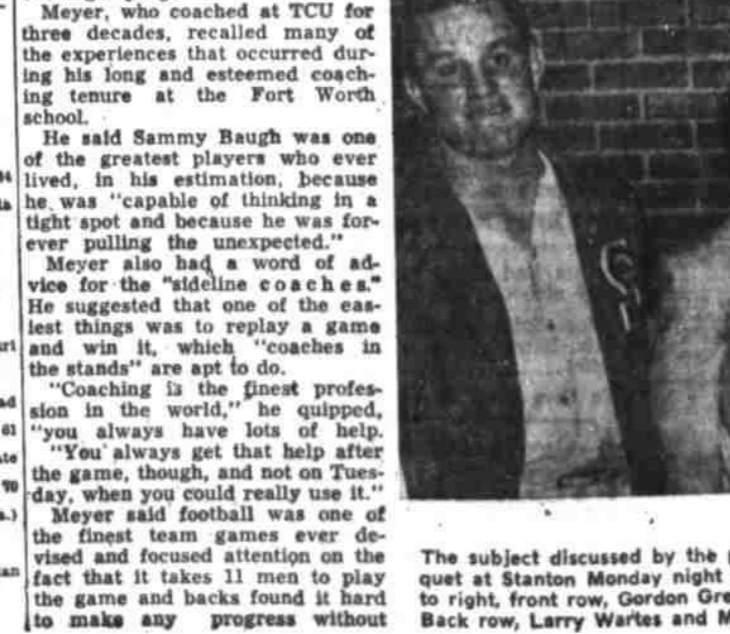 Meyer, who coached at TCU for
three decades, recalled many of
the experiences that occurred dur-
ing his long and esteemed coach-
ing tenure at the Fort Worth
school.
He said Sammy Baugh was one
of the greatest players who ever
lived, in his estimation, because
he was "capable of thinking in a
tight spot and because he was for-
ever pulling the unexpected."
Meyer also had a word of ad-
vice for the "sideline coaches."
He suggested that one of the eas-
iest things was to replay a game
and win it, which "coaches in
the stands" are apt to do.
"Coaching is the finest profes-
sion in the world," he quipped,
"you always have lots of help.
"You always get that help after
the game, though, and not on Tues-
day, when you could really use it."
Meyer said football was one of
the finest team games ever de-
vised and focused attention on the
fact that it takes 11 men to play
the game and backs found it hard
to make any progress without
The subject discussed by the
quet at Stanton Monday night
to right, front row, Gordon Gre
Back row, Larry Wartes and M